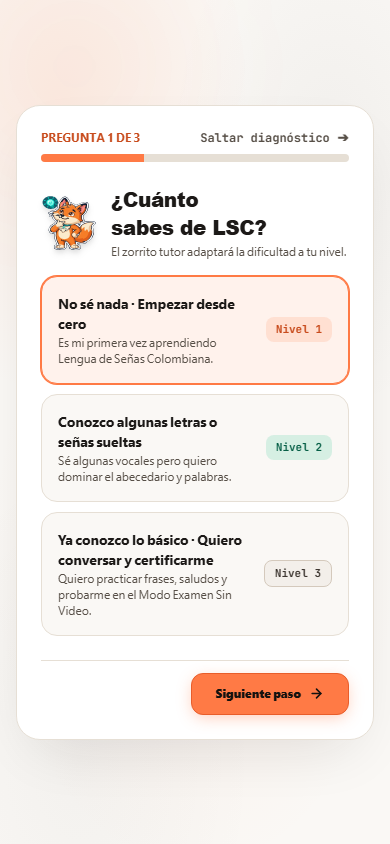 PREGUNTA 1 DE 3
Saltar diagnóstico ➔
¿Cuánto
sabes de LSC?
El zorrito tutor adaptará la dificultad a tu nivel.
No sé nada · Empezar desde
cero
Es mi primera vez aprendiendo
Lengua de Señas Colombiana.
Nivel 1
Conozco algunas letras o
señas sueltas
Sé algunas vocales pero quiero
dominar el abecedario y palabras.
Nivel 2
Ya conozco lo básico · Quiero
conversar y certificarme
Quiero practicar frases, saludos y
probarme en el Modo Examen Sin
Video.
Nivel 3
Siguiente paso →